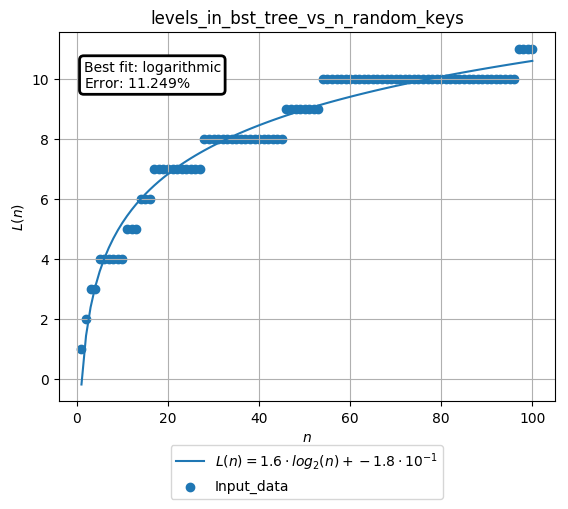 levels_in_bst_tree_vs_n_random_keys
Best fit: logarithmic
Error: 11.249%
10
8
6
4
2
0
L(n)
0 20 40 60 80 100
n
L(n) = 1.6 · log₂(n) + −1.8 · 10⁻¹
Input_data